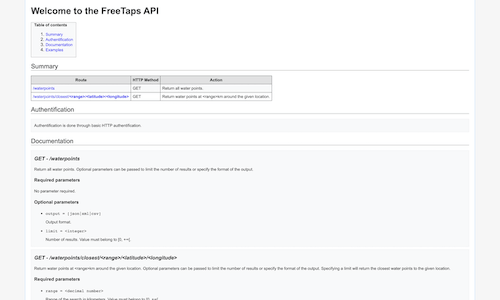 Welcome to the FreeTaps API
Table of contents
1. Summary
2. Authentification
3. Documentation
4. Examples
Summary
Route HTTP Method Action
/waterpoints GET Return all water points.
/waterpoints/closest/<range>/<latitude>/<longitude> GET Return water points at <range>km around the given location.
Authentification
Authentification is done through basic HTTP authentification.
Documentation
GET - /waterpoints
Return all water points. Optional parameters can be passed to limit the number of results or specify the format of the output.
Required parameters
No parameter required.
Optional parameters
• output = [json|xml|csv]
Output format.
• limit = <integer>
Number of results. Value must belong to [0, +∞[.
GET - /waterpoints/closest/<range>/<latitude>/<longitude>
Return water points at <range>km around the given location. Optional parameters can be passed to limit the number of results or specify the format of the output. Specifying a limit will return the closest water points to the given location.
Required parameters
• range = <decimal number>
Range of the search in kilometers. Value must belong to [0, +∞[.